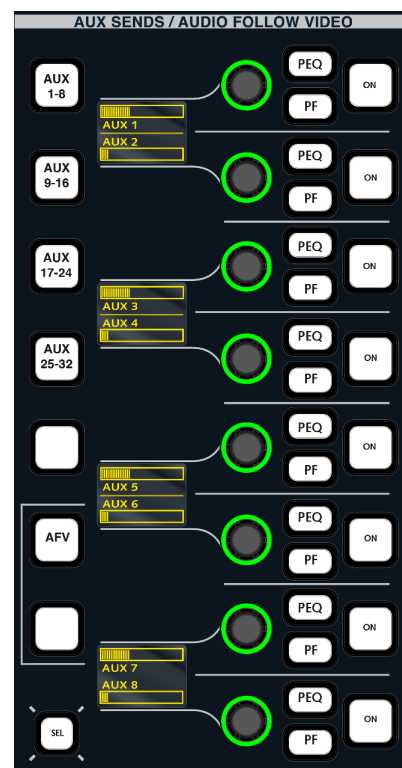 AUX SENDS / AUDIO FOLLOW VIDEO
AUX
1-8
PEQ
PF
ON
AUX 1
AUX 2
AUX
9-16
PEQ
PF
ON
AUX
17-24
PEQ
PF
ON
AUX 3
AUX 4
AUX
25-32
PEQ
PF
ON
PEQ
PF
ON
AUX 5
AUX 6
AFV
PEQ
PF
ON
PEQ
PF
ON
AUX 7
AUX 8
SEL
PEQ
PF
ON